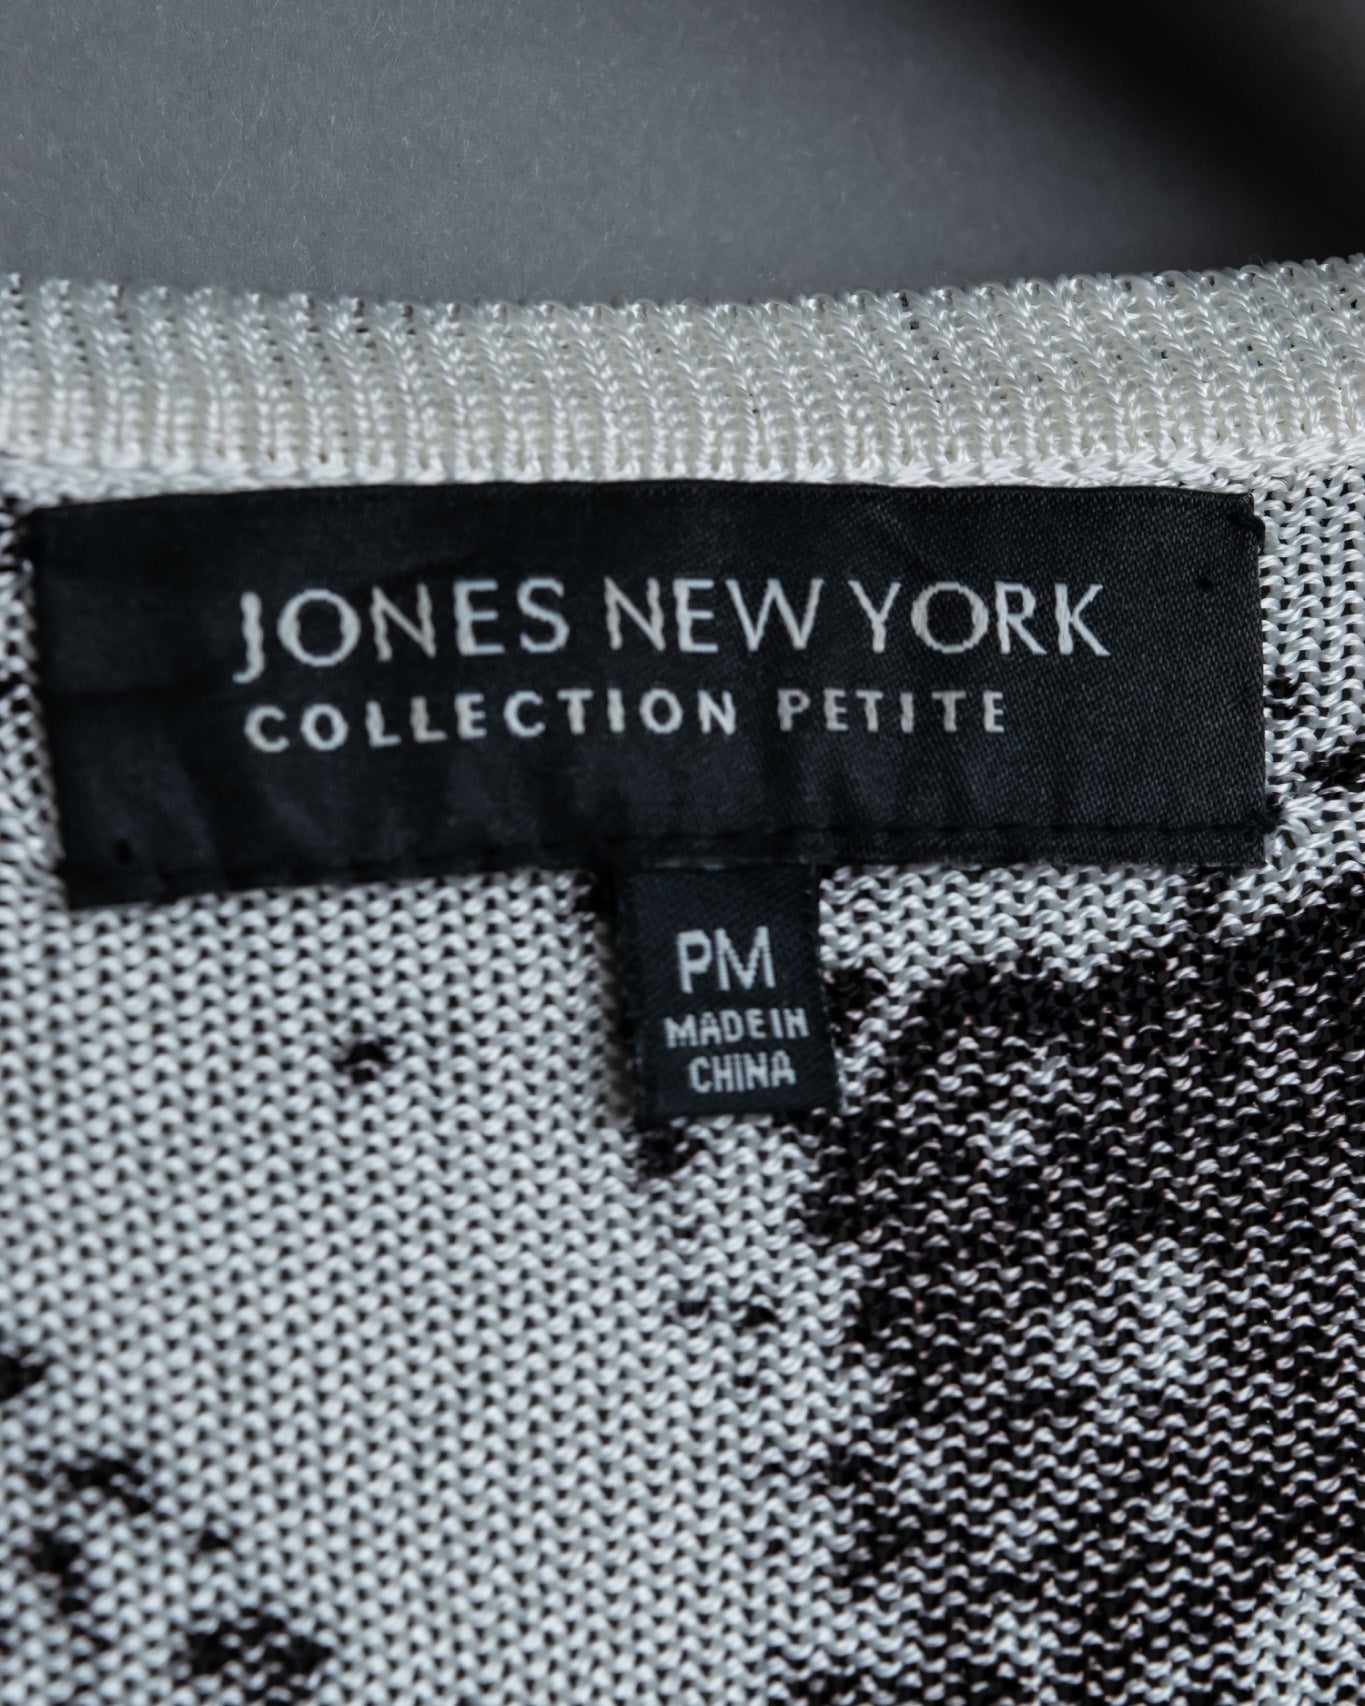 JONES NEW YORK
COLLECTION PETITE
PM
MADE IN
CHINA